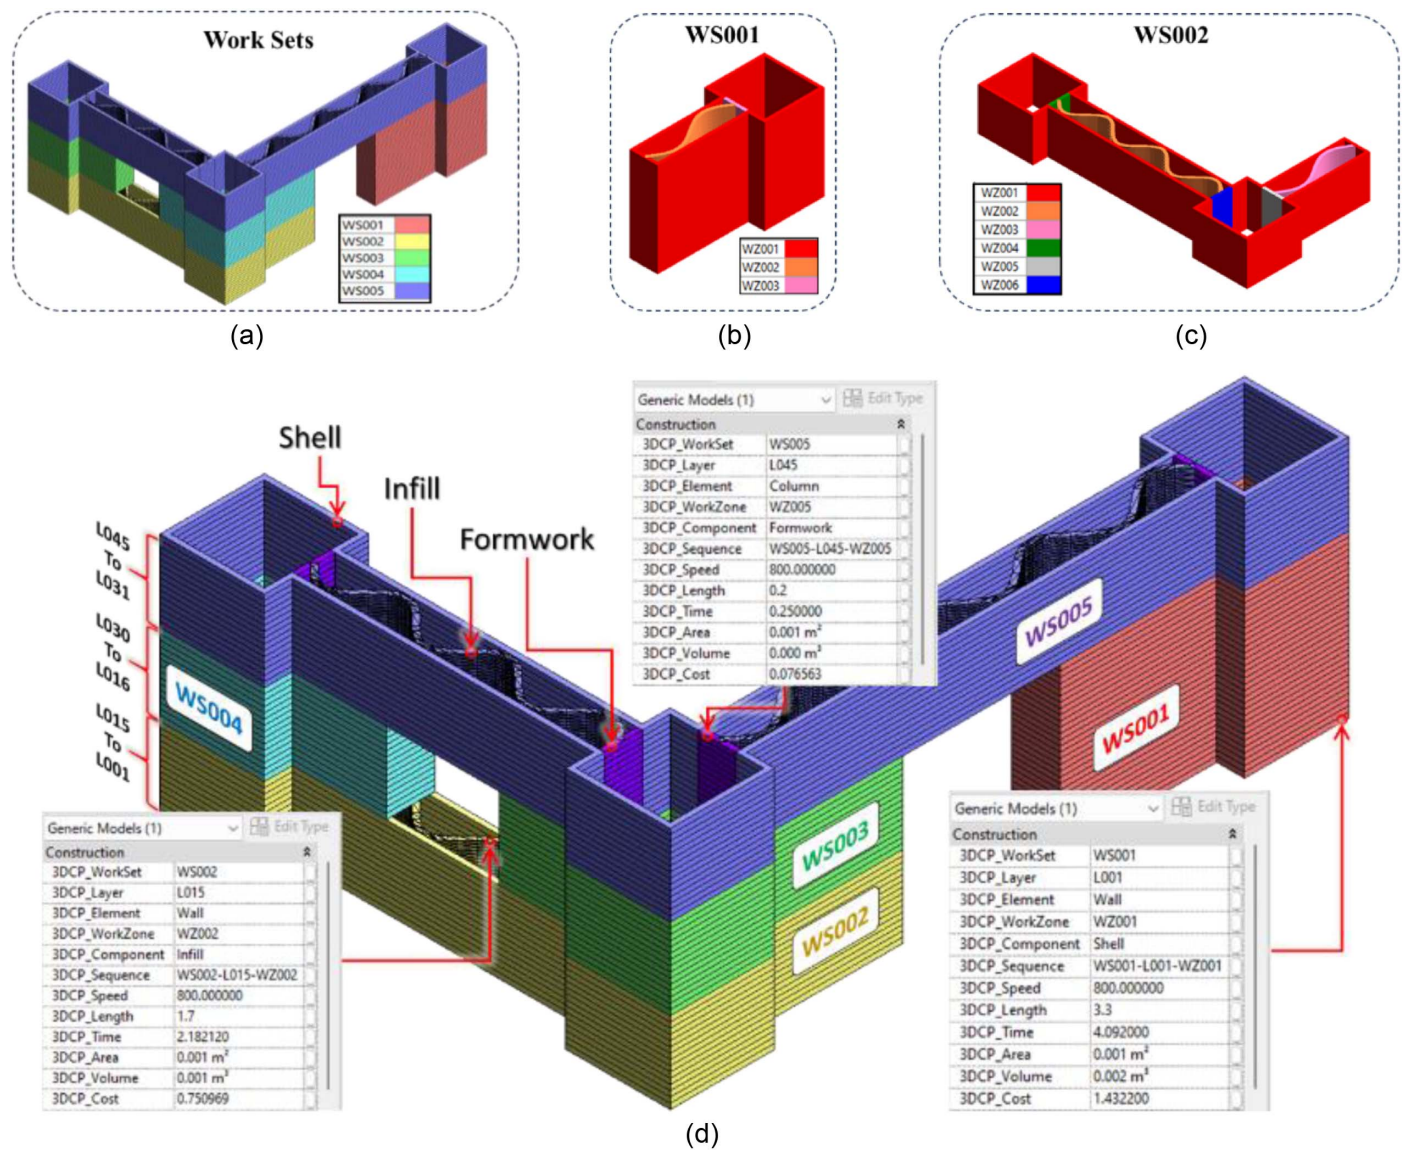 Work Sets
WS001
WS002
WS003
WS004
WS005
(a)
WS001
WZ001
WZ002
WZ003
(b)
WS002
WZ001
WZ002
WZ003
WZ004
WZ005
WZ006
(c)
Shell
Infill
Formwork
L045
To
L031
L030
To
L016
L015
To
L001
WS004
WS005
WS001
WS003
WS002
Generic Models (1) Edit Type
Construction
3DCP_WorkSet WS005
3DCP_Layer L045
3DCP_Element Column
3DCP_WorkZone WZ005
3DCP_Component Formwork
3DCP_Sequence WS005-L045-WZ005
3DCP_Speed 800.000000
3DCP_Length 0.2
3DCP_Time 0.250000
3DCP_Area 0.001 m²
3DCP_Volume 0.000 m³
3DCP_Cost 0.076563
Generic Models (1) Edit Type
Construction
3DCP_WorkSet WS002
3DCP_Layer L015
3DCP_Element Wall
3DCP_WorkZone WZ002
3DCP_Component Infill
3DCP_Sequence WS002-L015-WZ002
3DCP_Speed 800.000000
3DCP_Length 1.7
3DCP_Time 2.182120
3DCP_Area 0.001 m²
3DCP_Volume 0.001 m³
3DCP_Cost 0.750969
Generic Models (1) Edit Type
Construction
3DCP_WorkSet WS001
3DCP_Layer L001
3DCP_Element Wall
3DCP_WorkZone WZ001
3DCP_Component Shell
3DCP_Sequence WS001-L001-WZ001
3DCP_Speed 800.000000
3DCP_Length 3.3
3DCP_Time 4.092000
3DCP_Area 0.001 m²
3DCP_Volume 0.002 m³
3DCP_Cost 1.432200
(d)